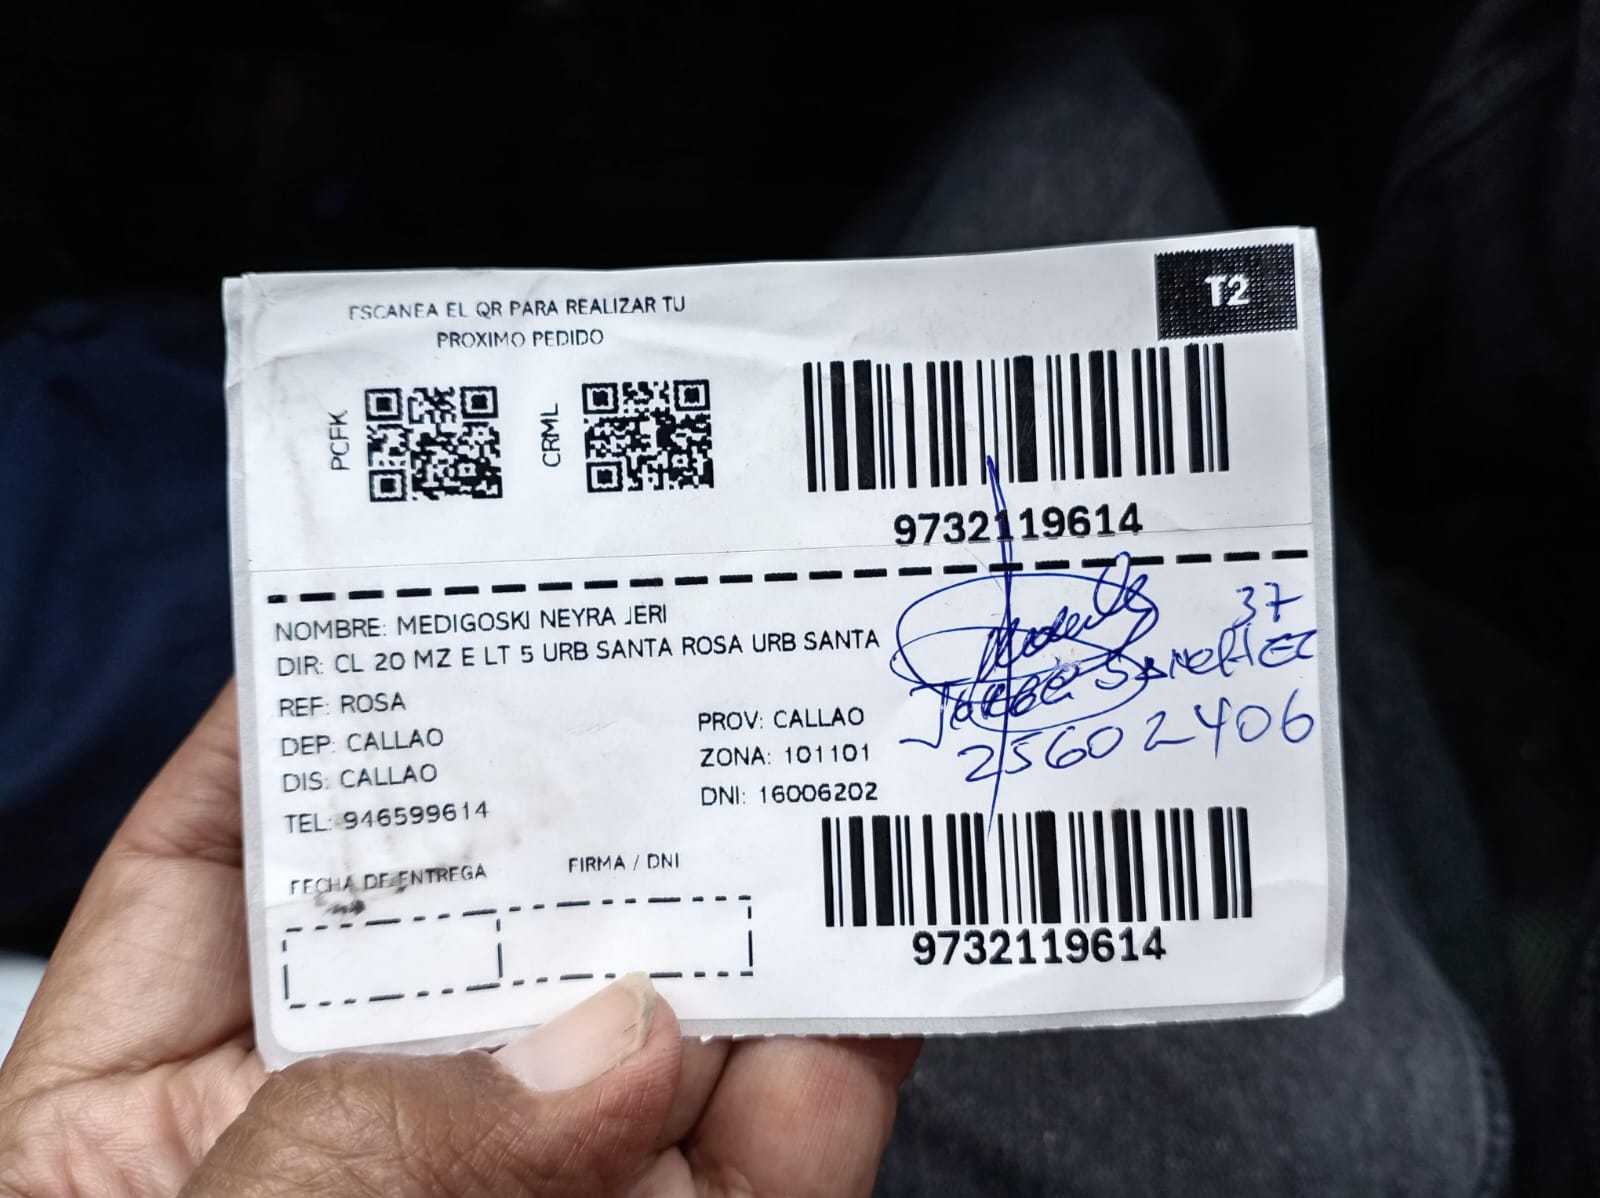 T2
ESCANEA EL QR PARA REALIZAR TU
PROXIMO PEDIDO
PCFK
CRML
9732119614
NOMBRE: MEDIGOSKI NEYRA JERI
DIR: CL 20 MZ E LT 5 URB SANTA ROSA URB SANTA
REF: ROSA
DEP: CALLAO
DIS: CALLAO
TEL: 946599614
PROV: CALLAO
ZONA: 101101
DNI: 16006202
37
SANCHEZ
25602406
FECHA DE ENTREGA
FIRMA / DNI
9732119614